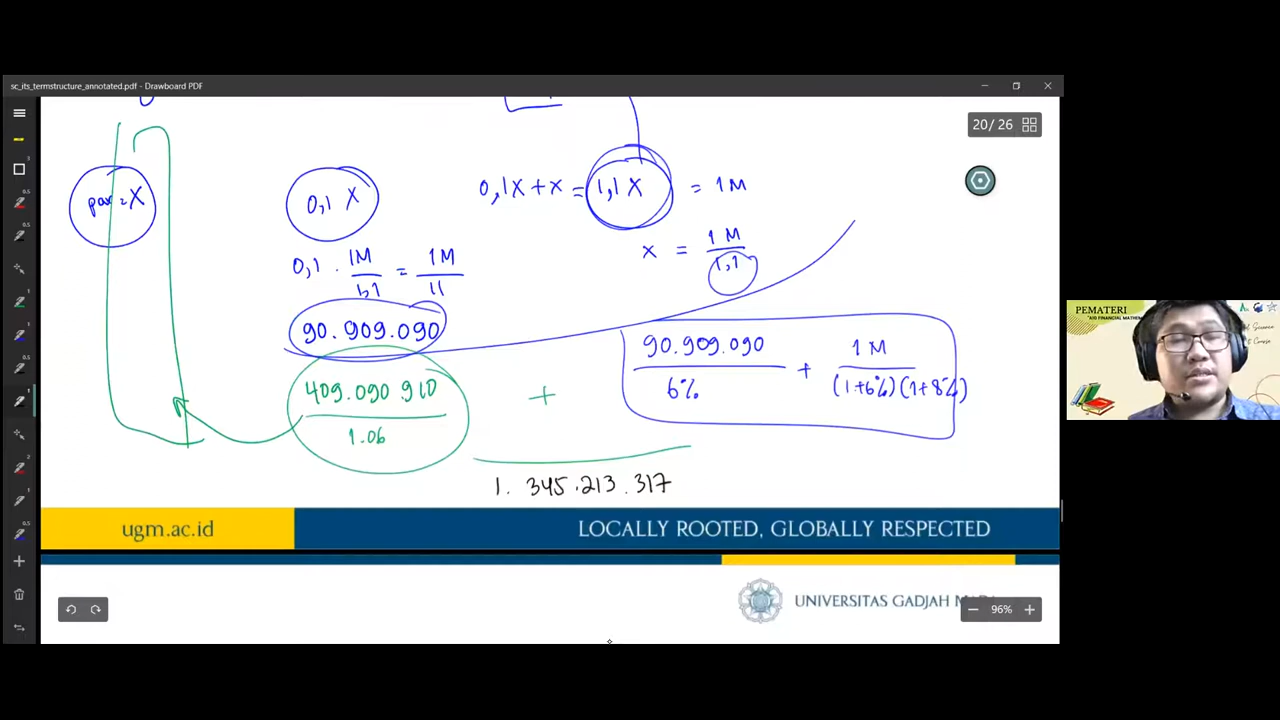 sc_its_termstructure_annotated.pdf - Drawboard PDF
20 / 26
par = X
0,1 X
0,1X + x = 1,1 X = 1M
x = 1M / 1,1
0,1 . 1M / 1,1 = 1M / 11
90.909.090
409.090.910 / 1.06 + 90.909.090 / 6% + 1M / (1+6%)(1+8%)
1.345.213.317
PEMATERI
ugm.ac.id
LOCALLY ROOTED, GLOBALLY RESPECTED
UNIVERSITAS GADJAH
96%